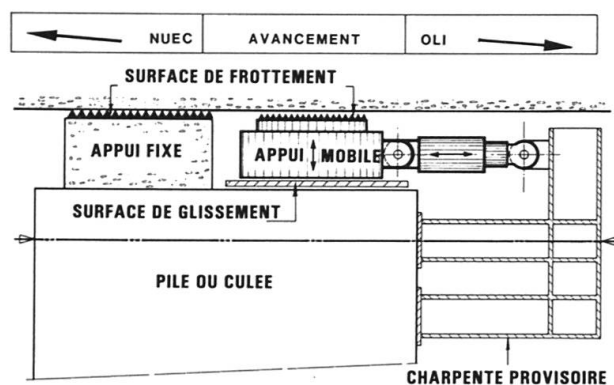 NUEC AVANCEMENT OLI
SURFACE DE FROTTEMENT
APPUI FIXE
APPUI MOBILE
SURFACE DE GLISSEMENT
PILE OU CULEE
CHARPENTE PROVISOIRE